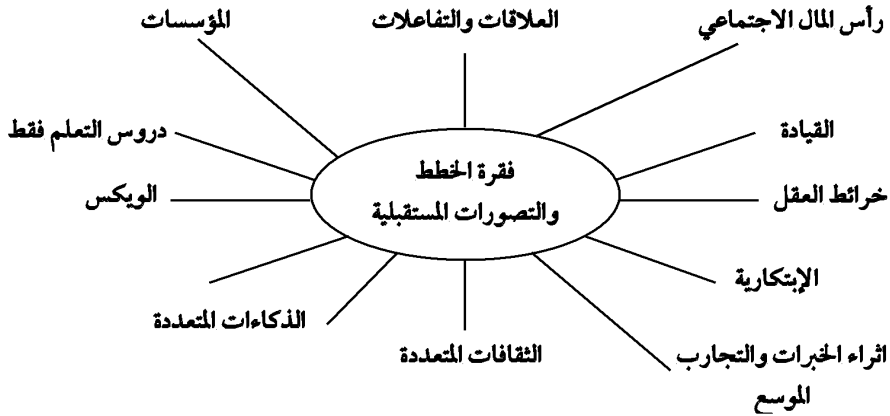 رأس المال الاجتماعي
العلاقات والتفاعلات
المؤسسات
القيادة
دروس التعلم فقط
فقرة الخطط
والتصورات المستقبلية
خرائط العقل
الويكس
الإبتكارية
الذكاءات المتعددة
الثقافات المتعددة
اثراء الخبرات والتجارب
الموسع